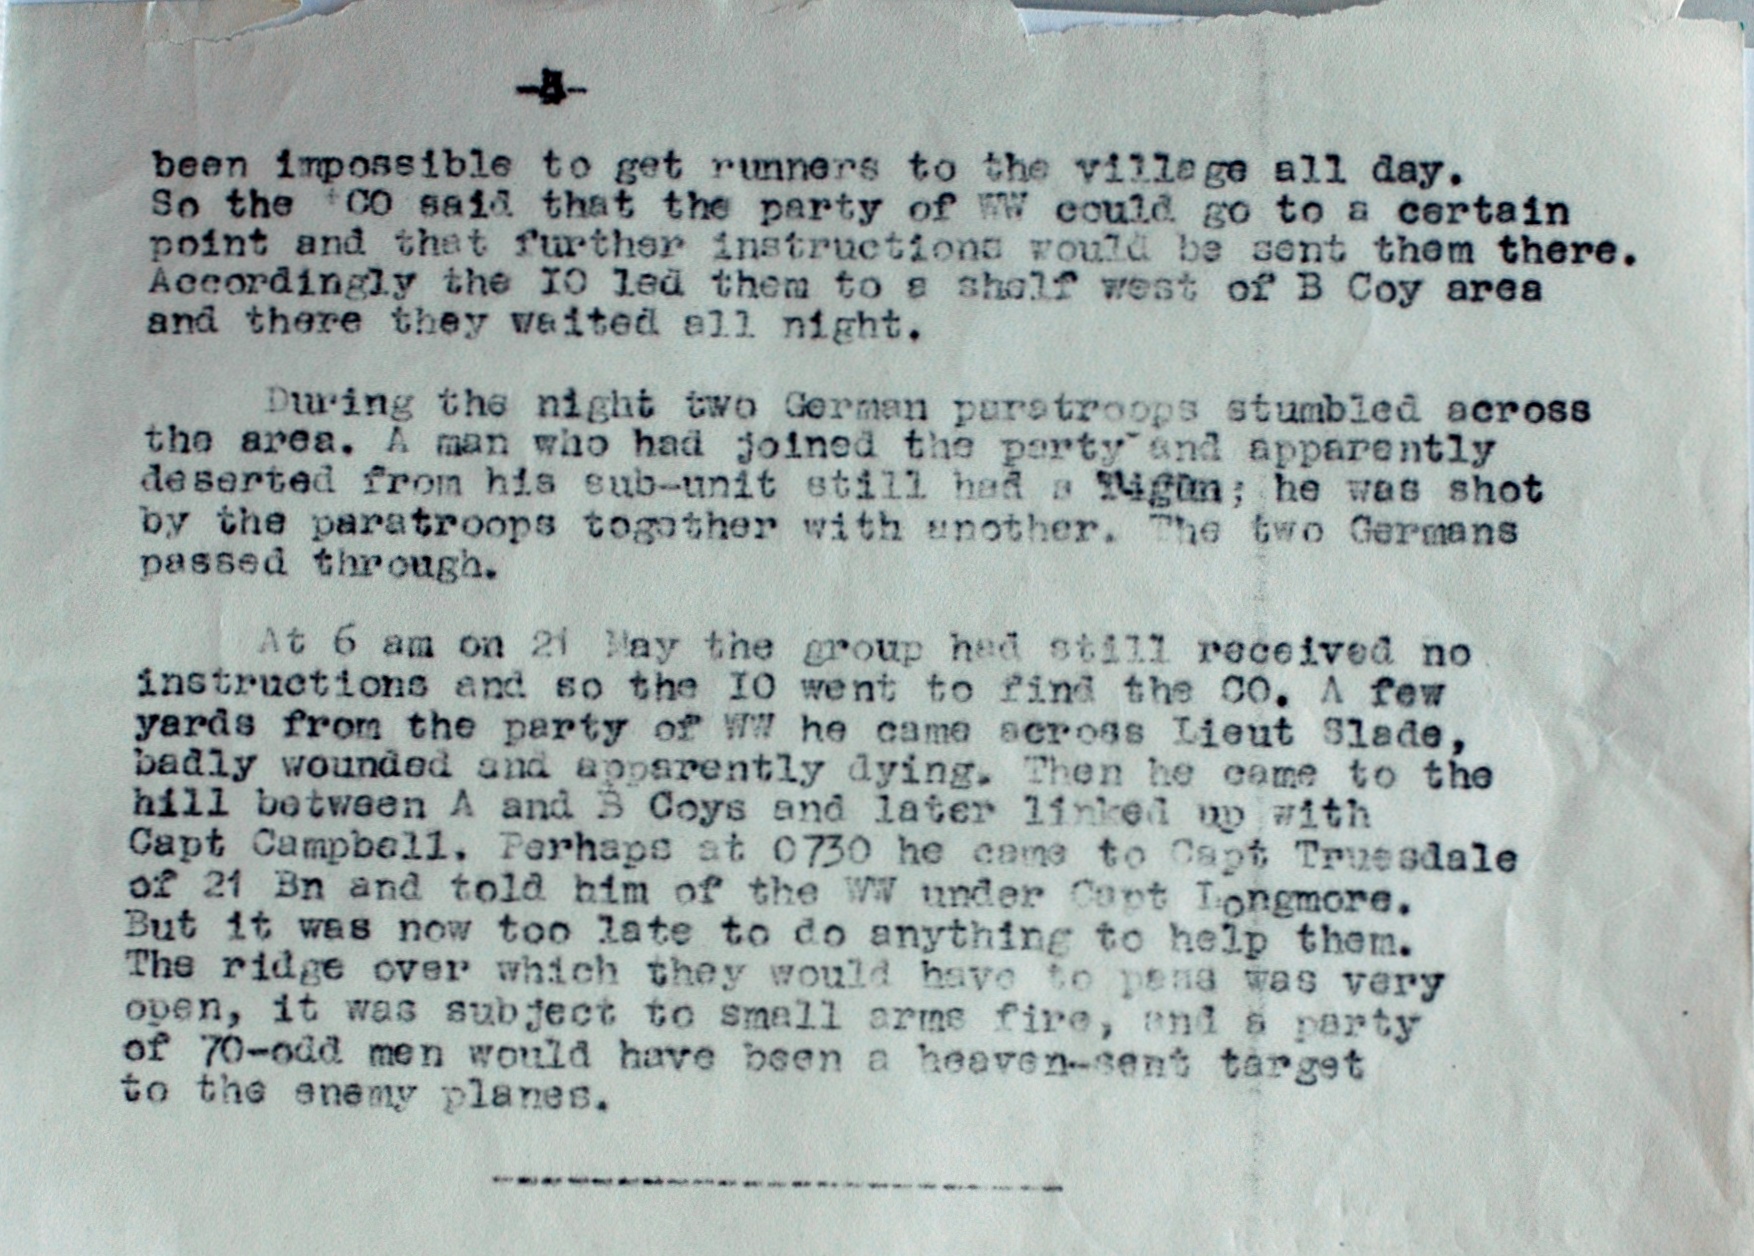 been impossible to get runners to the village all day.
So the CO said that the party of WW could go to a certain
point and that further instructions would be sent them there.
Accordingly the IO led them to a shelf west of B Coy area
and there they waited all night.
During the night two German paratroops stumbled across
the area. A man who had joined the party and apparently
deserted from his sub-unit still had a ; he was shot
by the paratroops together with another. The two Germans
passed through.
At 6 am on 21 May the group had still received no
instructions and so the IO went to find the CO. A few
yards from the party of WW he came across Lieut Slade,
badly wounded and apparently dying. Then he came to the
hill between A and B Coys and later linked up with
Capt Campbell. Perhaps at 0730 he came to Capt Truesdale
of 21 Bn and told him of the WW under Capt Longmore.
But it was now too late to do anything to help them.
The ridge over which they would have to pass was very
open, it was subject to small arms fire, and a party
of 70-odd men would have been a heaven-sent target
to the enemy planes.